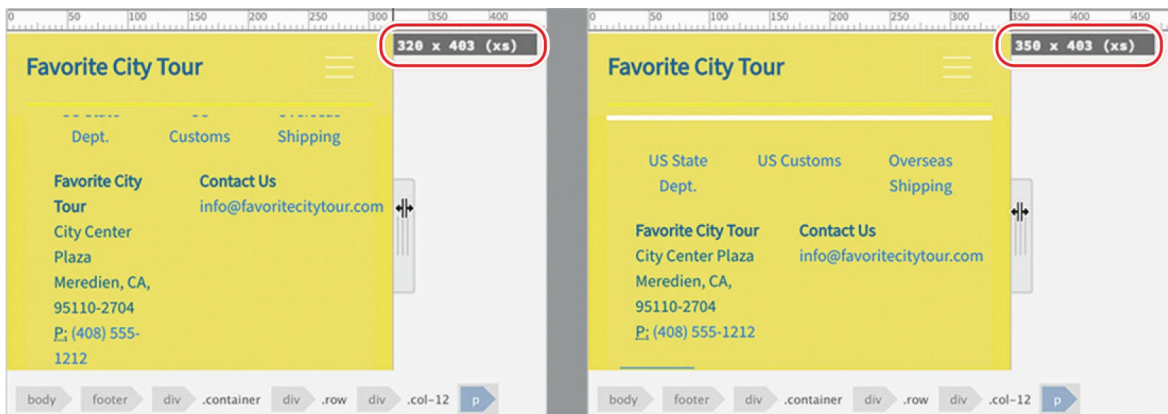 0 50 100 150 200 250 300 350 400
320 x 403 (xs)
Favorite City Tour
Dept. Customs Shipping
Favorite City
Tour
City Center
Plaza
Meredien, CA,
95110-2704
P: (408) 555-
1212
Contact Us
info@favoritecitytour.com
body footer div .container div .row div .col-12 p
0 50 100 150 200 250 300 350 400 450
350 x 403 (xs)
Favorite City Tour
US State
Dept.
US Customs
Overseas
Shipping
Favorite City Tour
City Center Plaza
Meredien, CA,
95110-2704
P: (408) 555-1212
Contact Us
info@favoritecitytour.com
body footer div .container div .row div .col-12 p